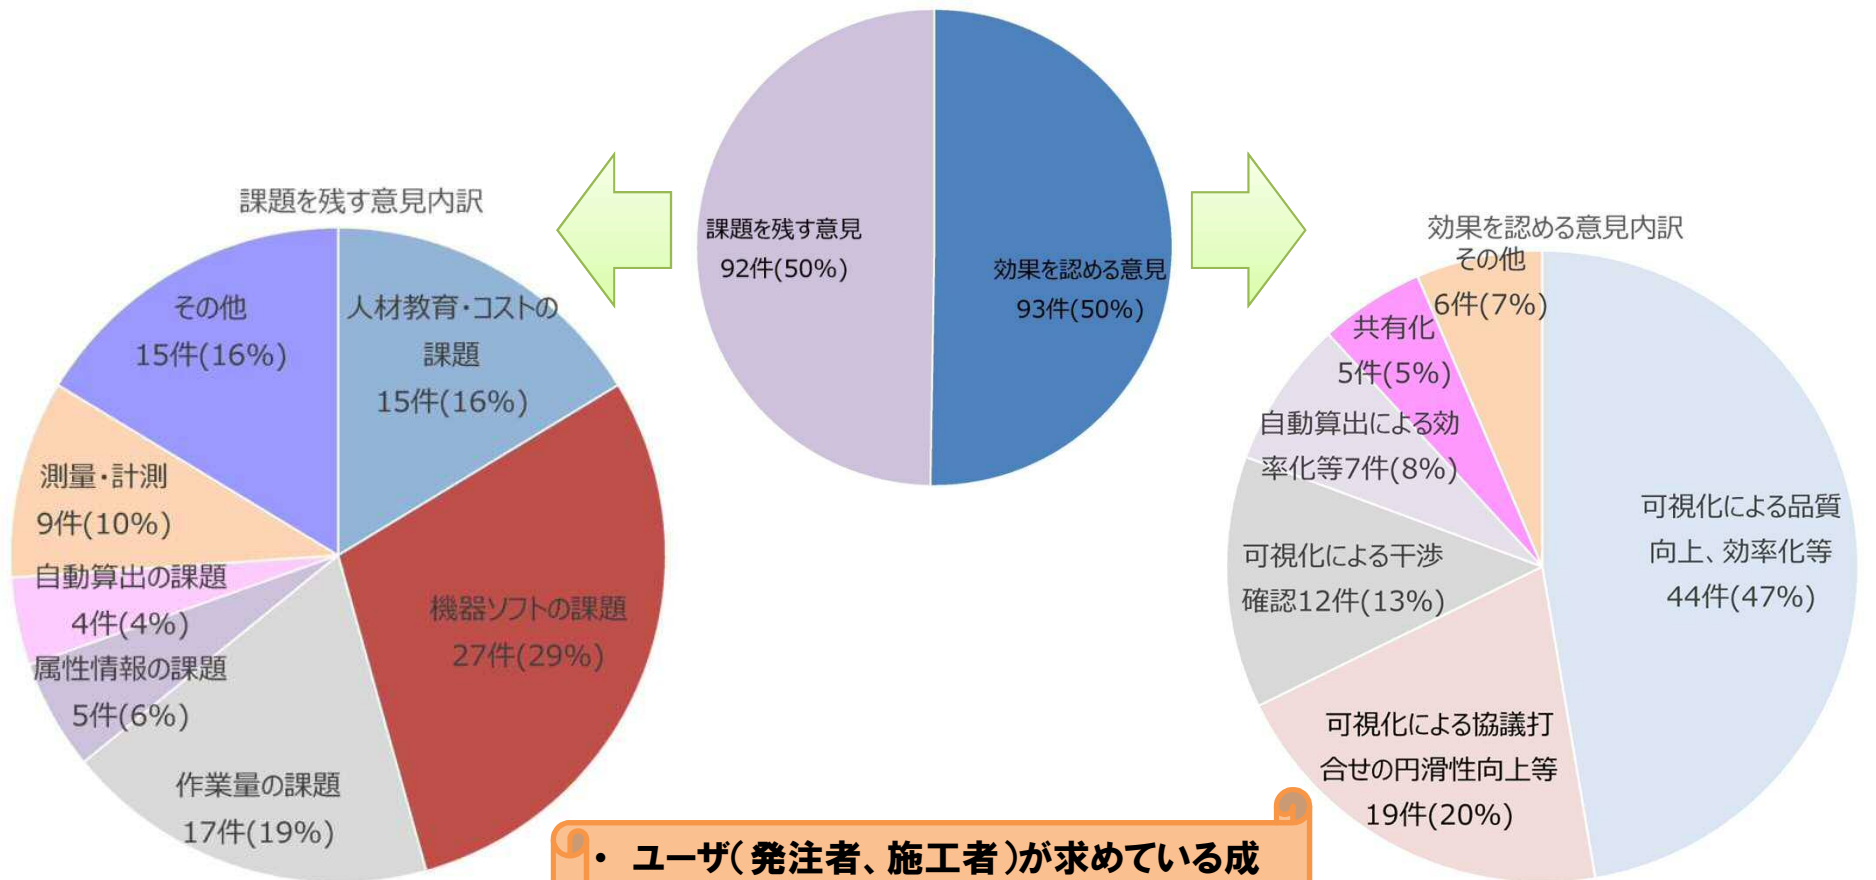 課題を残す意見
92件(50%)
効果を認める意見
93件(50%)
課題を残す意見内訳
人材教育・コストの
課題
15件(16%)
機器ソフトの課題
27件(29%)
作業量の課題
17件(19%)
属性情報の課題
5件(6%)
自動算出の課題
4件(4%)
測量・計測
9件(10%)
その他
15件(16%)
効果を認める意見内訳
可視化による品質
向上、効率化等
44件(47%)
可視化による協議打
合せの円滑性向上等
19件(20%)
可視化による干渉
確認12件(13%)
自動算出による効
率化等7件(8%)
共有化
5件(5%)
その他
6件(7%)
・ ユーザ(発注者、施工者)が求めている成